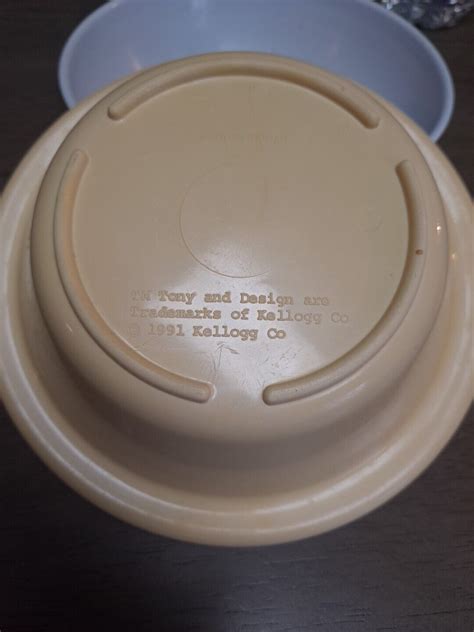 TM Tony and Design are
Trademarks of Kellogg Co
© 1991 Kellogg Co